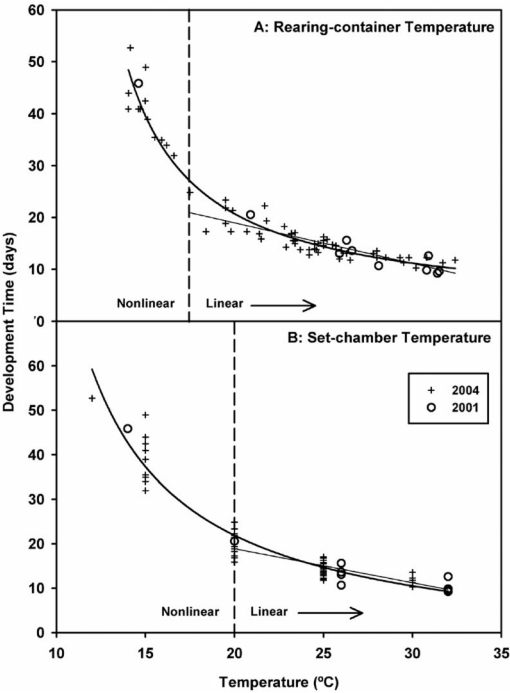 60
A: Rearing-container Temperature
50
40
30
20
10
Nonlinear Linear
'0
Development Time (days)
B: Set-chamber Temperature
60
+ 2004
o 2001
50
40
30
20
10
Nonlinear Linear
0
10 15 20 25 30 35
Temperature (ºC)